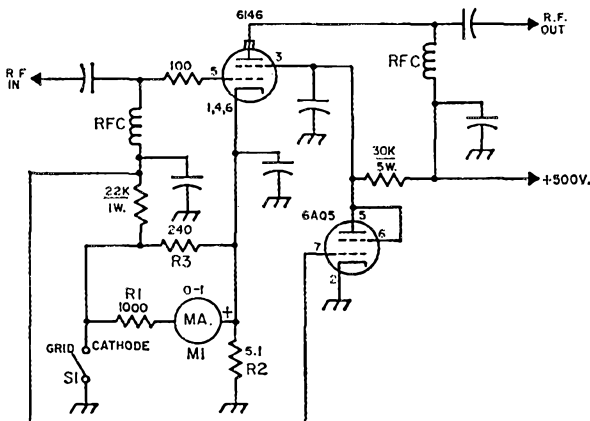 6146
R.F. OUT
R.F IN
100
5
3
1,4,6
RFC
RFC
30K
5W.
+500V.
22K
1W.
240
R3
6AQ5
5
6
7
2
R1
1000
0-1
MA.
+
M1
5.1
R2
GRID
CATHODE
S1